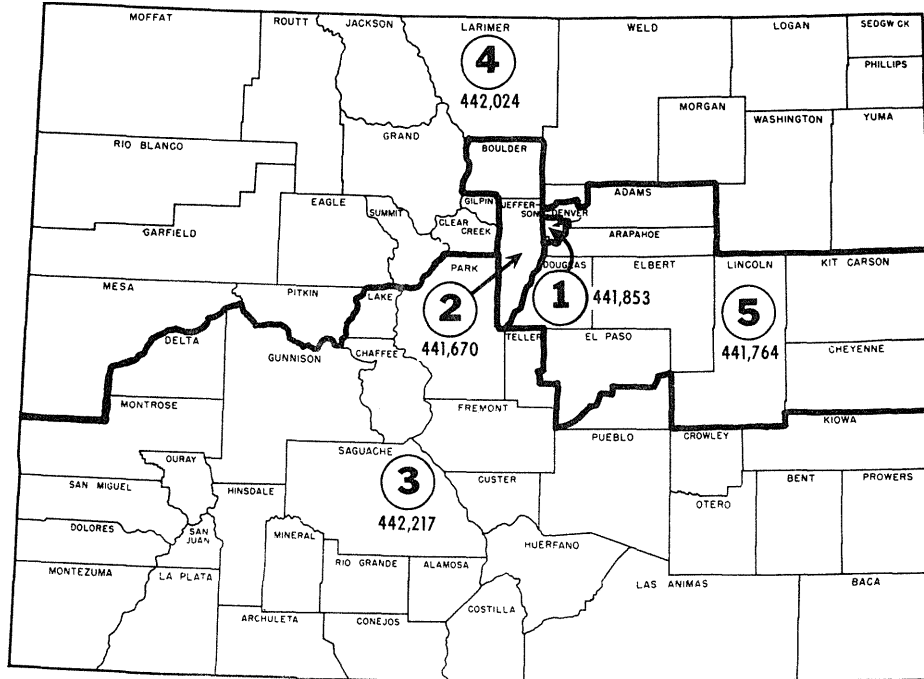 MOFFAT
ROUTT
JACKSON
LARIMER
WELD
LOGAN
SEDGW CK
PHILLIPS
4
442,024
MORGAN
WASHINGTON
YUMA
RIO BLANCO
GRAND
BOULDER
ADAMS
EAGLE
SUMMIT
GILPIN
JEFFER-
SON
DENVER
CLEAR
CREEK
GARFIELD
ARAPAHOE
MESA
PITKIN
LAKE
PARK
DOUGLAS
ELBERT
LINCOLN
KIT CARSON
2
441,670
1
441,853
5
441,764
DELTA
GUNNISON
CHAFFEE
TELLER
EL PASO
CHEYENNE
MONTROSE
FREMONT
KIOWA
PUEBLO
CROWLEY
OURAY
SAGUACHE
SAN MIGUEL
HINSDALE
3
442,217
CUSTER
BENT
PROWERS
OTERO
DOLORES
SAN
JUAN
MINERAL
HUERFANO
MONTEZUMA
LA PLATA
RIO GRANDE
ALAMOSA
LAS ANIMAS
BACA
ARCHULETA
CONEJOS
COSTILLA